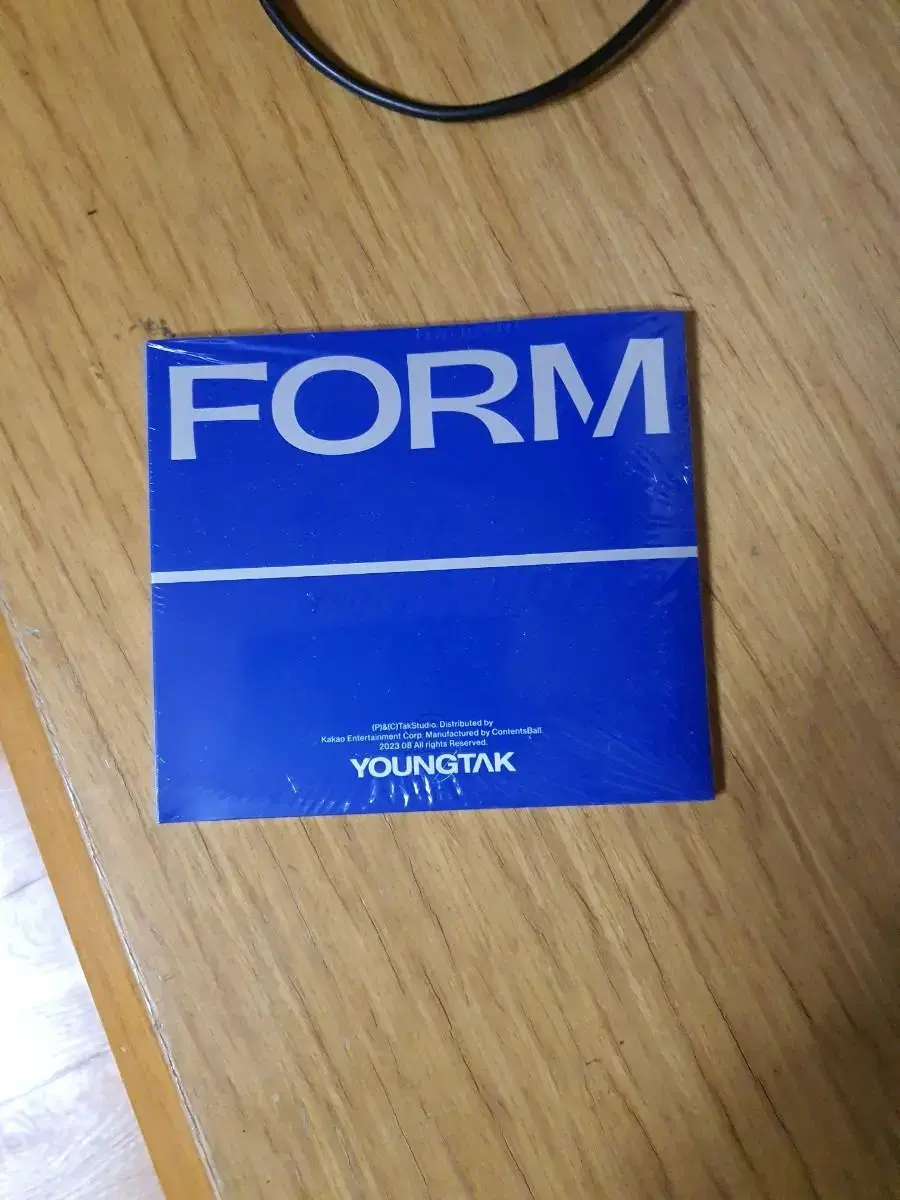 FORM
(P)&(C)TakStudio. Distributed by
Kakao Entertainment Corp. Manufactured by ContentsBall.
2023.08 All rights Reserved.
YOUNGTAK